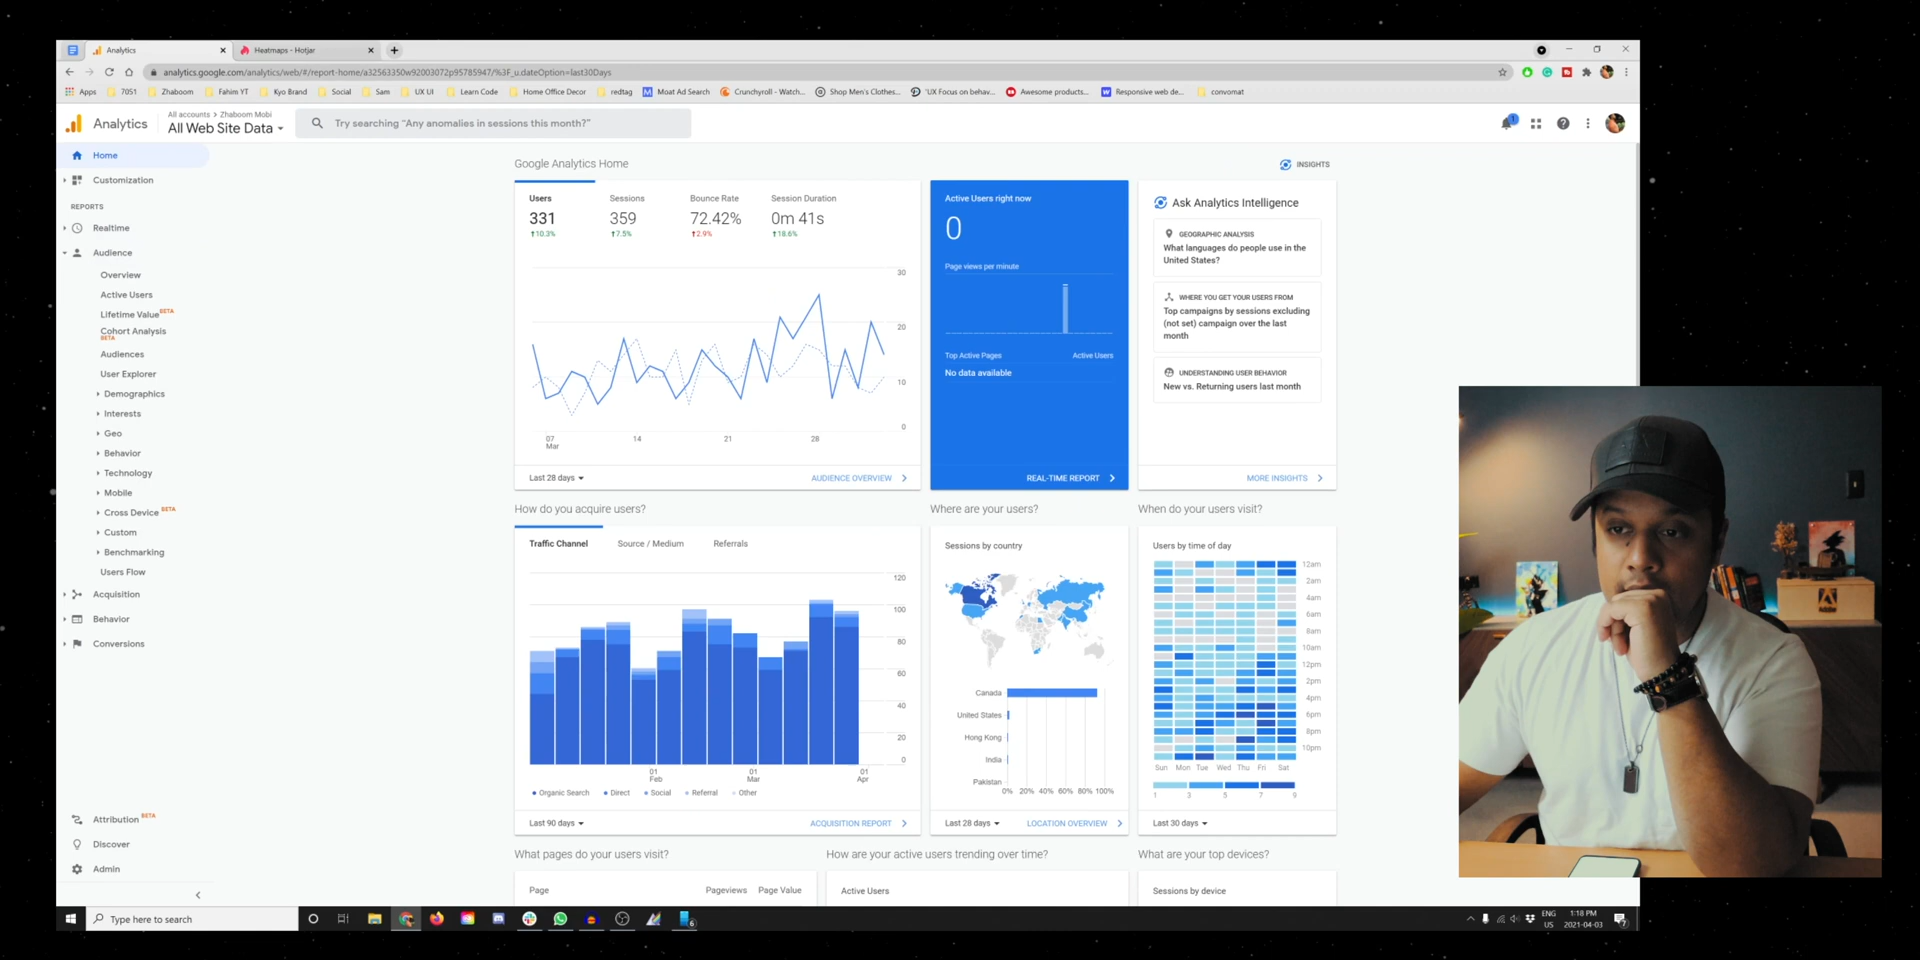 Analytics
Heatmaps - Hotjar
analytics.google.com/analytics/web/#/report-home/a32563350w92003072p95785947/%3F_u.dateOption=last30Days
Apps 7051 Zhaboom Fahim YT Kyo Brand Social Sam UX UI Learn Code Home Office Decor redtag Moat Ad Search Crunchyroll - Watch... Shop Men's Clothes... 'UX Focus on behav... Awesome products... Responsive web de... convomat
Analytics
All accounts > Zhaboom Mobi
All Web Site Data
Try searching "Any anomalies in sessions this month?"
1
Home
Customization
REPORTS
Realtime
Audience
Overview
Active Users
Lifetime Value BETA
Cohort Analysis
BETA
Audiences
User Explorer
Demographics
Interests
Geo
Behavior
Technology
Mobile
Cross Device BETA
Custom
Benchmarking
Users Flow
Acquisition
Behavior
Conversions
Attribution BETA
Discover
Admin
Google Analytics Home
INSIGHTS
Users Sessions Bounce Rate Session Duration
331 359 72.42% 0m 41s
↑10.3% ↑7.5% ↑2.9% ↑18.6%
30
20
10
0
07 14 21 28
Mar
Last 28 days
AUDIENCE OVERVIEW
Active Users right now
0
Page views per minute
Top Active Pages Active Users
No data available
REAL-TIME REPORT
Ask Analytics Intelligence
GEOGRAPHIC ANALYSIS
What languages do people use in the
United States?
WHERE YOU GET YOUR USERS FROM
Top campaigns by sessions excluding
(not set) campaign over the last
month
UNDERSTANDING USER BEHAVIOR
New vs. Returning users last month
MORE INSIGHTS
How do you acquire users?
Traffic Channel Source / Medium Referrals
120
100
80
60
40
20
0
01 01 01
Feb Mar Apr
Organic Search Direct Social Referral Other
Last 90 days
ACQUISITION REPORT
Where are your users?
Sessions by country
Canada
United States
Hong Kong
India
Pakistan
0% 20% 40% 60% 80% 100%
Last 28 days
LOCATION OVERVIEW
When do your users visit?
Users by time of day
12am
2am
4am
6am
8am
10am
12pm
2pm
4pm
6pm
8pm
10pm
Sun Mon Tue Wed Thu Fri Sat
1 3 5 7 9
Last 30 days
What pages do your users visit?
Page Pageviews Page Value
How are your active users trending over time?
Active Users
What are your top devices?
Sessions by device
Type here to search
6
ENG
US
1:18 PM
2021-04-03
Adobe